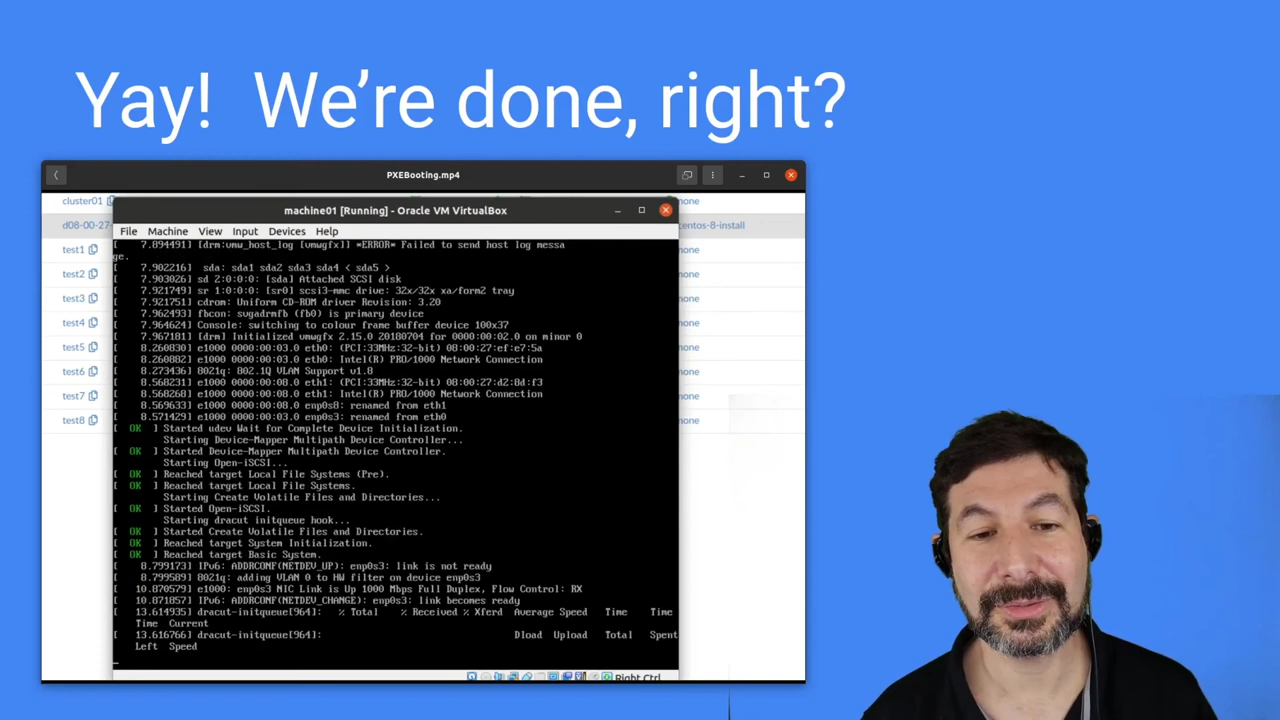 Yay! We're done, right?
PXEBooting.mp4
cluster01
none
machine01 [Running] - Oracle VM VirtualBox
d08-00-27-
centos-8-install
File Machine View Input Devices Help
test1
none
test2
none
test3
none
test4
none
test5
none
test6
none
test7
none
test8
none
[ 7.894491] [drm:vmw_host_log [vmwgfx]] *ERROR* Failed to send host log messa
ge.
[ 7.902216] sda: sda1 sda2 sda3 sda4 < sda5 >
[ 7.903026] sd 2:0:0:0: [sda] Attached SCSI disk
[ 7.921749] sr 1:0:0:0: [sr0] scsi3-mmc drive: 32x/32x xa/form2 tray
[ 7.921751] cdrom: Uniform CD-ROM driver Revision: 3.20
[ 7.962493] fbcon: svgadrmfb (fb0) is primary device
[ 7.964624] Console: switching to colour frame buffer device 100x37
[ 7.967181] [drm] Initialized vmwgfx 2.15.0 20180704 for 0000:00:02.0 on minor 0
[ 8.260830] e1000 0000:00:03.0 eth0: (PCI:33MHz:32-bit) 08:00:27:ef:e7:5a
[ 8.260882] e1000 0000:00:03.0 eth0: Intel(R) PRO/1000 Network Connection
[ 8.273436] 8021q: 802.1Q VLAN Support v1.8
[ 8.568231] e1000 0000:00:08.0 eth1: (PCI:33MHz:32-bit) 08:00:27:d2:8d:f3
[ 8.568268] e1000 0000:00:08.0 eth1: Intel(R) PRO/1000 Network Connection
[ 8.569633] e1000 0000:00:08.0 enp0s8: renamed from eth1
[ 8.571429] e1000 0000:00:03.0 enp0s3: renamed from eth0
[ OK ] Started udev Wait for Complete Device Initialization.
Starting Device-Mapper Multipath Device Controller...
[ OK ] Started Device-Mapper Multipath Device Controller.
Starting Open-iSCSI...
[ OK ] Reached target Local File Systems (Pre).
[ OK ] Reached target Local File Systems.
Starting Create Volatile Files and Directories...
[ OK ] Started Open-iSCSI.
Starting dracut initqueue hook...
[ OK ] Started Create Volatile Files and Directories.
[ OK ] Reached target System Initialization.
[ OK ] Reached target Basic System.
[ 8.799173] IPv6: ADDRCONF(NETDEV_UP): enp0s3: link is not ready
[ 8.799589] 8021q: adding VLAN 0 to HW filter on device enp0s3
[ 10.870579] e1000: enp0s3 NIC Link is Up 1000 Mbps Full Duplex, Flow Control: RX
[ 10.871857] IPv6: ADDRCONF(NETDEV_CHANGE): enp0s3: link becomes ready
[ 13.614935] dracut-initqueue[964]: % Total % Received % Xferd Average Speed Time Time
Time Current
[ 13.616766] dracut-initqueue[964]: Dload Upload Total Spent
Left Speed
Right Ctrl